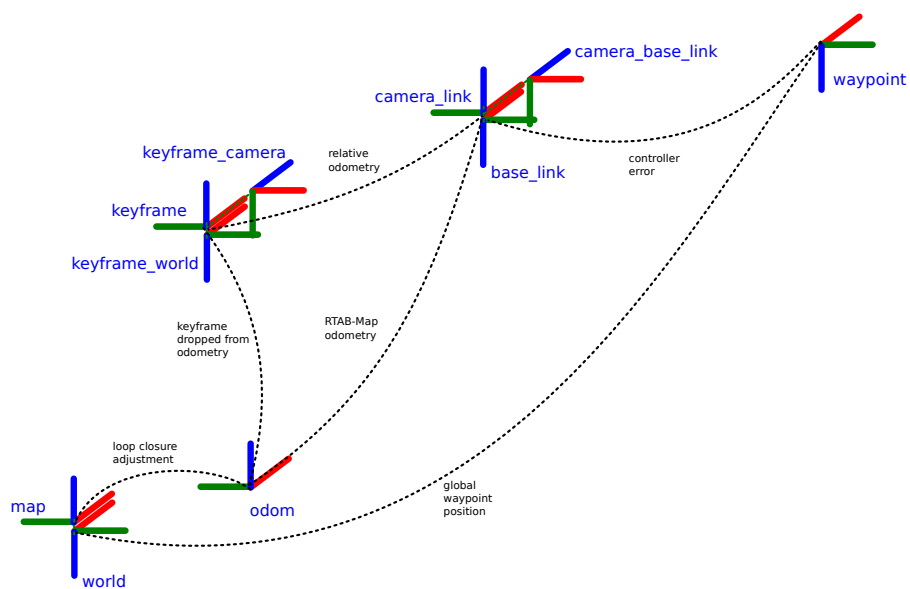 camera_base_link
waypoint
camera_link
base_link
controller
error
keyframe_camera
relative
odometry
keyframe
keyframe_world
keyframe
dropped from
odometry
RTAB-Map
odometry
loop closure
adjustment
map
odom
global
waypoint
position
world